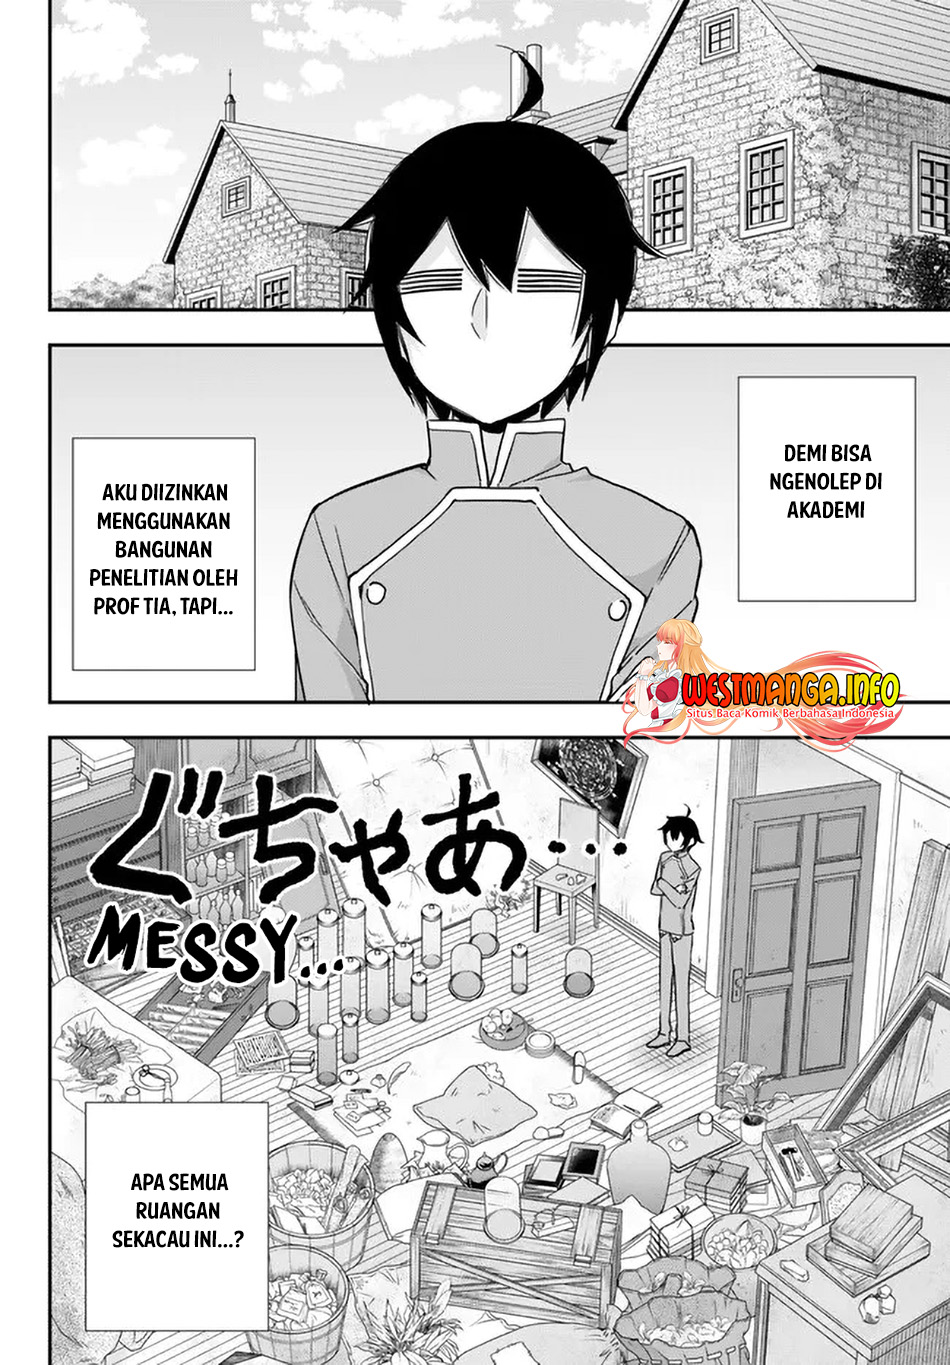 DEMI BISA
NGENOLEP DI
AKADEMI
AKU DIIZINKAN
MENGGUNAKAN
BANGUNAN
PENELITIAN OLEH
PROF TIA, TAPI...
WESTMANGA.INFO
Situs Baca Komik Berbahasa Indonesia
ぐちゃあ...
MESSY...
APA SEMUA
RUANGAN
SEKACAU INI...?